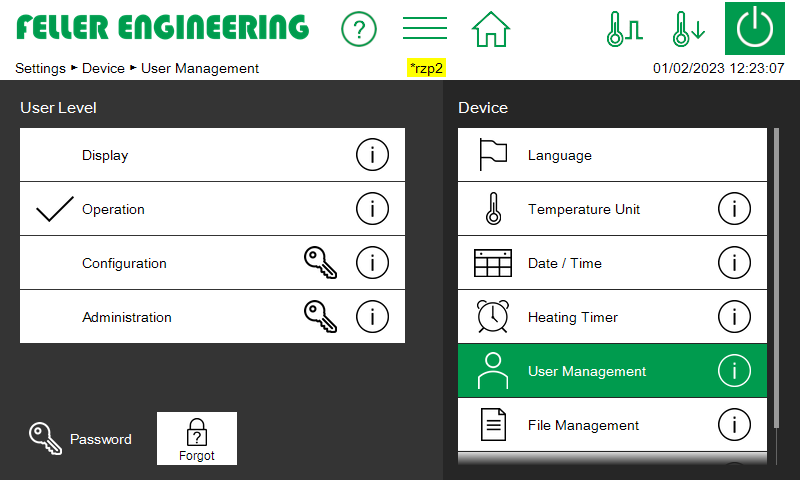 FELLER ENGINEERING
?
Settings ▸ Device ▸ User Management
*rzp2
01/02/2023 12:23:07
User Level
Display i
Operation i
Configuration i
Administration i
Password
?
Forgot
Device
Language
Temperature Unit i
Date / Time i
Heating Timer i
User Management i
File Management i